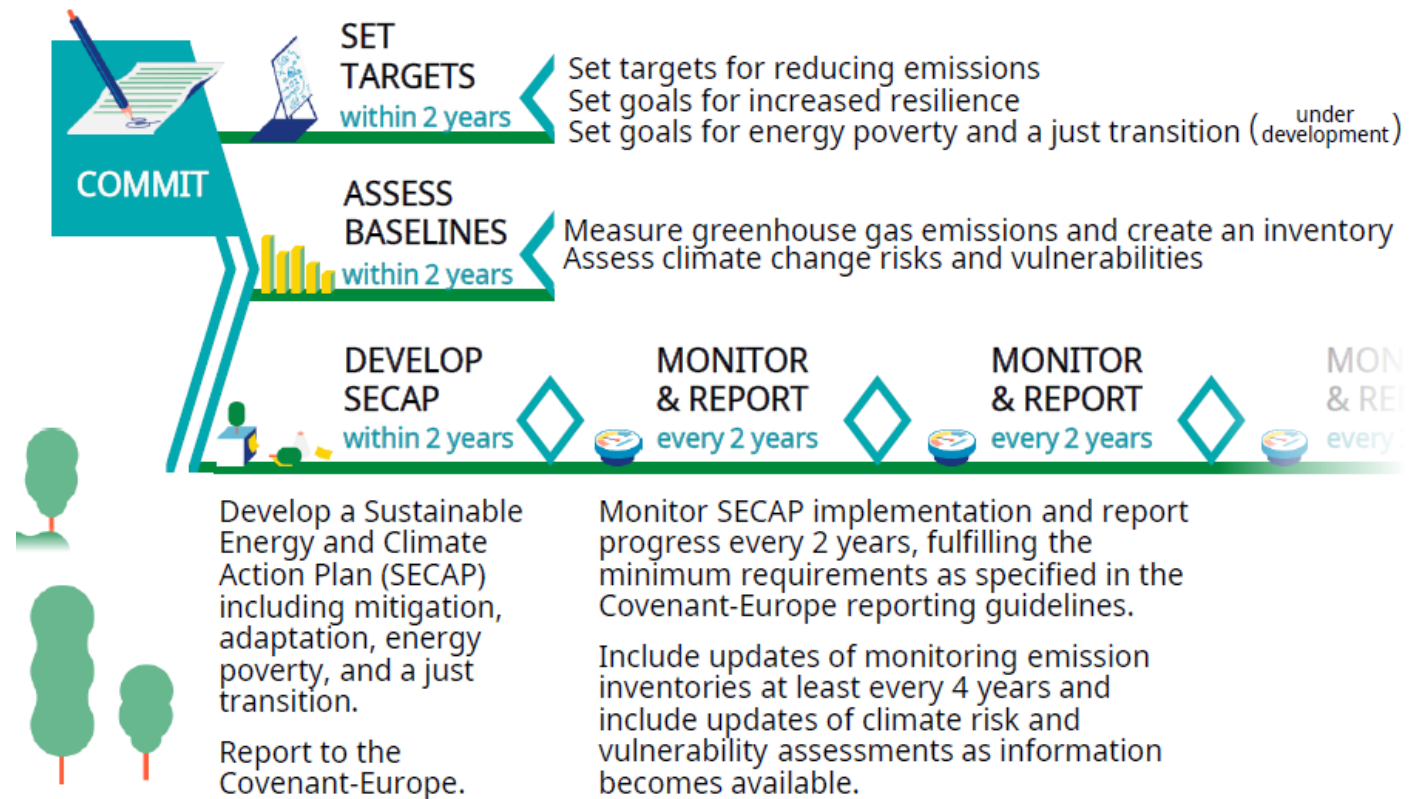 COMMIT
SET
TARGETS
within 2 years
Set targets for reducing emissions
Set goals for increased resilience
Set goals for energy poverty and a just transition (under development)
ASSESS
BASELINES
within 2 years
Measure greenhouse gas emissions and create an inventory
Assess climate change risks and vulnerabilities
DEVELOP
SECAP
within 2 years
MONITOR
& REPORT
every 2 years
MONITOR
& REPORT
every 2 years
MON
& RE
every
Develop a Sustainable
Energy and Climate
Action Plan (SECAP)
including mitigation,
adaptation, energy
poverty, and a just
transition.
Report to the
Covenant-Europe.
Monitor SECAP implementation and report
progress every 2 years, fulfilling the
minimum requirements as specified in the
Covenant-Europe reporting guidelines.
Include updates of monitoring emission
inventories at least every 4 years and
include updates of climate risk and
vulnerability assessments as information
becomes available.